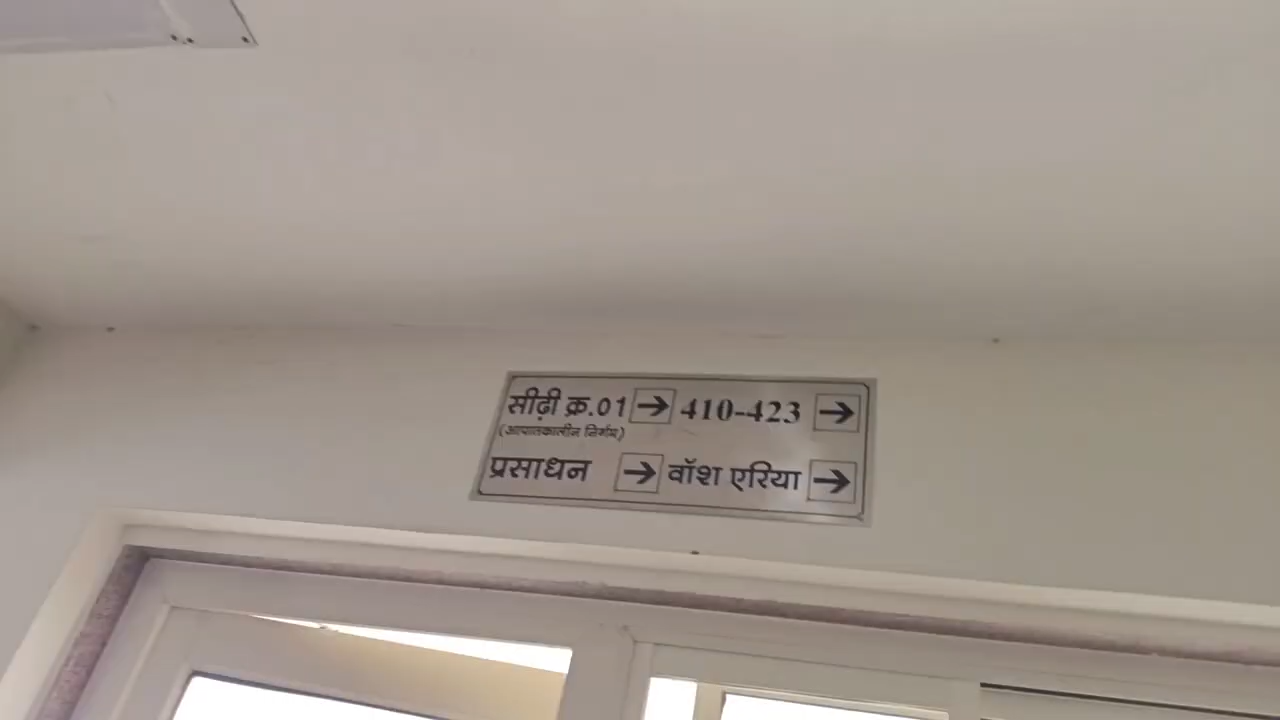 सीढ़ी क्र.01 → 410-423 →
(आपातकालीन निर्गम)
प्रसाधन → वॉश एरिया →